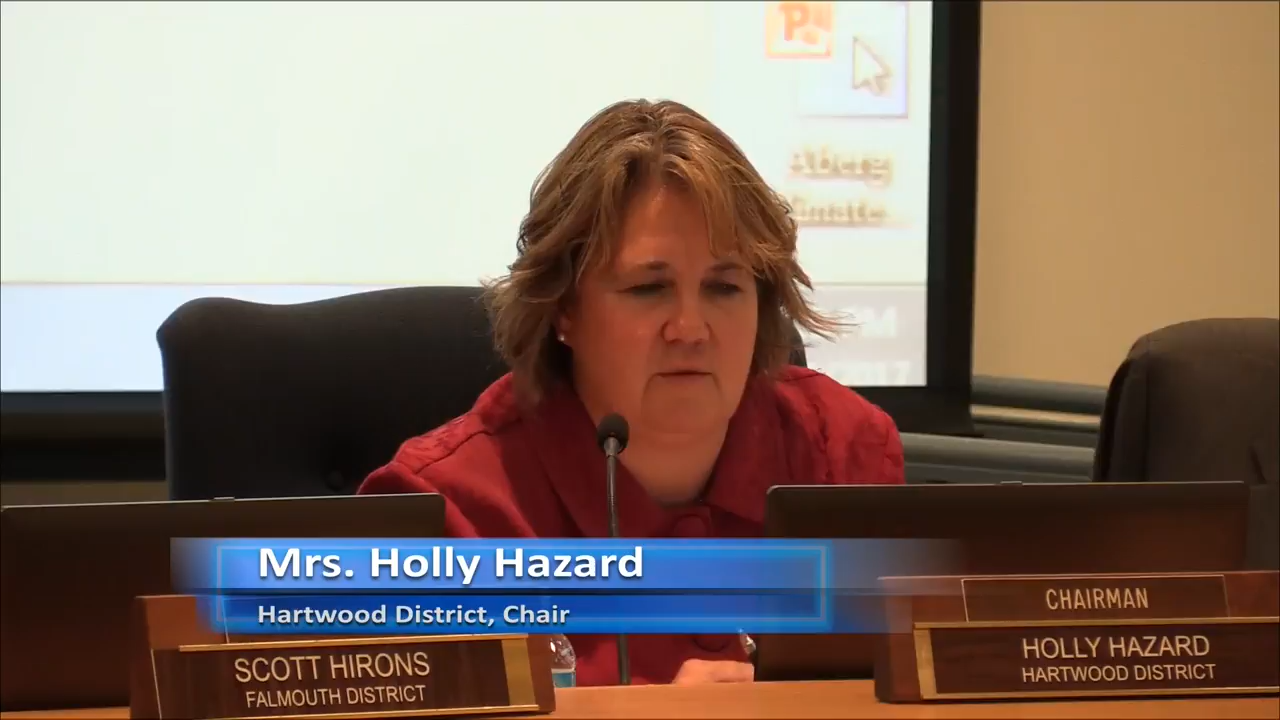 Mrs. Holly Hazard
Hartwood District, Chair
CHAIRMAN
HOLLY HAZARD
HARTWOOD DISTRICT
SCOTT HIRONS
FALMOUTH DISTRICT